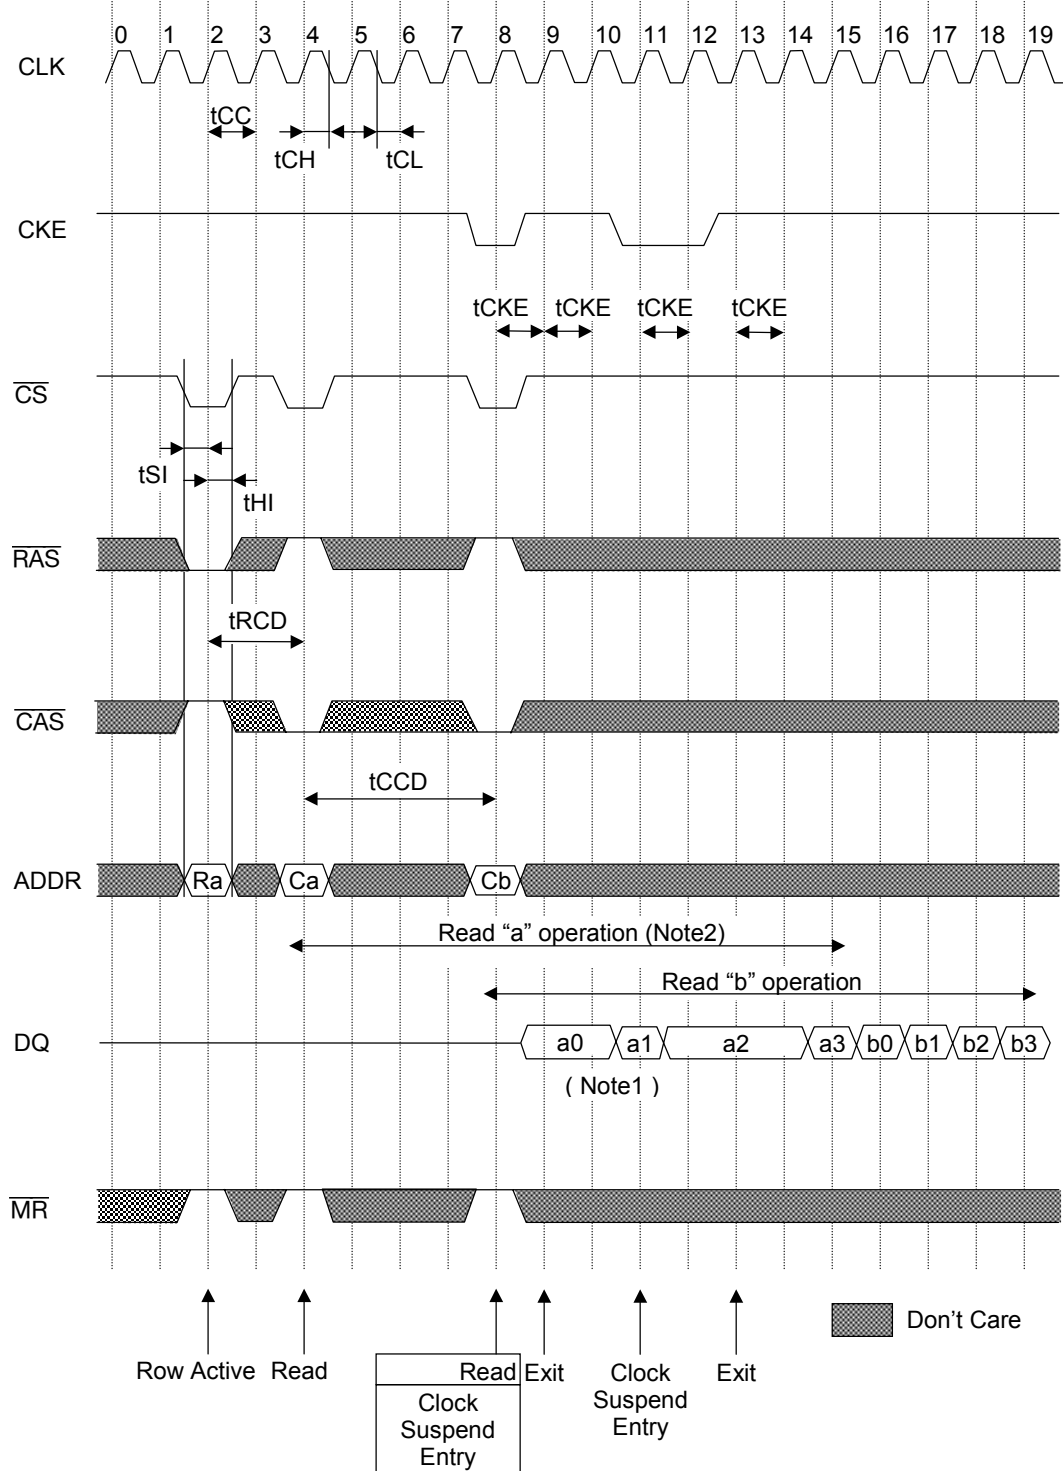 0 1 2 3 4 5 6 7 8 9 10 11 12 13 14 15 16 17 18 19
CLK
tCC
tCH tCL
CKE
tCKE tCKE tCKE tCKE
CS
tSI
tHI
RAS
tRCD
CAS
tCCD
ADDR Ra Ca Cb
Read “a” operation (Note2)
Read “b” operation
DQ a0 a1 a2 a3 b0 b1 b2 b3
( Note1 )
MR
Don't Care
Row Active Read Read Exit Clock Exit
Clock Suspend
Suspend Entry
Entry